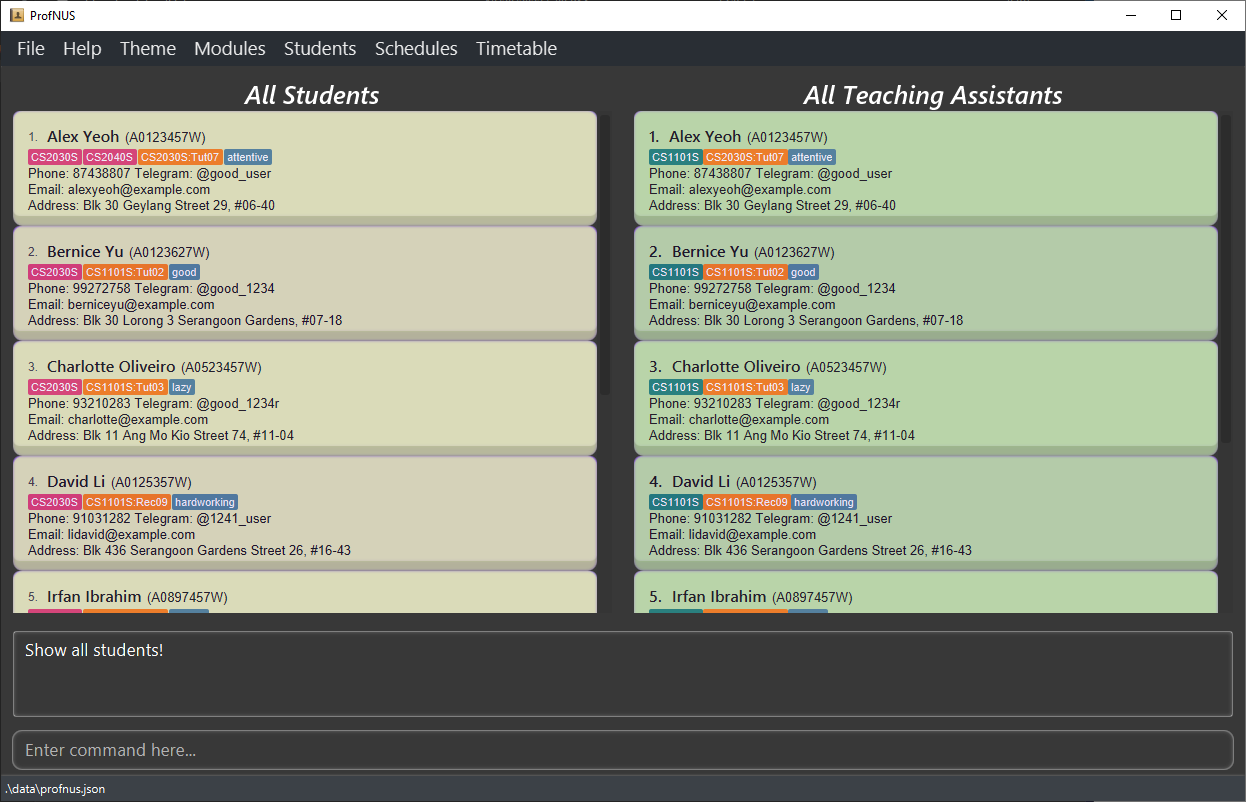 ProfNUS
File Help Theme Modules Students Schedules Timetable
All Students
1. Alex Yeoh (A0123457W)
CS2030S CS2040S CS2030S:Tut07 attentive
Phone: 87438807 Telegram: @good_user
Email: alexyeoh@example.com
Address: Blk 30 Geylang Street 29, #06-40
2. Bernice Yu (A0123627W)
CS2030S CS1101S:Tut02 good
Phone: 99272758 Telegram: @good_1234
Email: berniceyu@example.com
Address: Blk 30 Lorong 3 Serangoon Gardens, #07-18
3. Charlotte Oliveiro (A0523457W)
CS2030S CS1101S:Tut03 lazy
Phone: 93210283 Telegram: @good_1234r
Email: charlotte@example.com
Address: Blk 11 Ang Mo Kio Street 74, #11-04
4. David Li (A0125357W)
CS2030S CS1101S:Rec09 hardworking
Phone: 91031282 Telegram: @1241_user
Email: lidavid@example.com
Address: Blk 436 Serangoon Gardens Street 26, #16-43
5. Irfan Ibrahim (A0897457W)
All Teaching Assistants
1. Alex Yeoh (A0123457W)
CS1101S CS2030S:Tut07 attentive
Phone: 87438807 Telegram: @good_user
Email: alexyeoh@example.com
Address: Blk 30 Geylang Street 29, #06-40
2. Bernice Yu (A0123627W)
CS1101S CS1101S:Tut02 good
Phone: 99272758 Telegram: @good_1234
Email: berniceyu@example.com
Address: Blk 30 Lorong 3 Serangoon Gardens, #07-18
3. Charlotte Oliveiro (A0523457W)
CS1101S CS1101S:Tut03 lazy
Phone: 93210283 Telegram: @good_1234r
Email: charlotte@example.com
Address: Blk 11 Ang Mo Kio Street 74, #11-04
4. David Li (A0125357W)
CS1101S CS1101S:Rec09 hardworking
Phone: 91031282 Telegram: @1241_user
Email: lidavid@example.com
Address: Blk 436 Serangoon Gardens Street 26, #16-43
5. Irfan Ibrahim (A0897457W)
Show all students!
Enter command here...
.\data\profnus.json